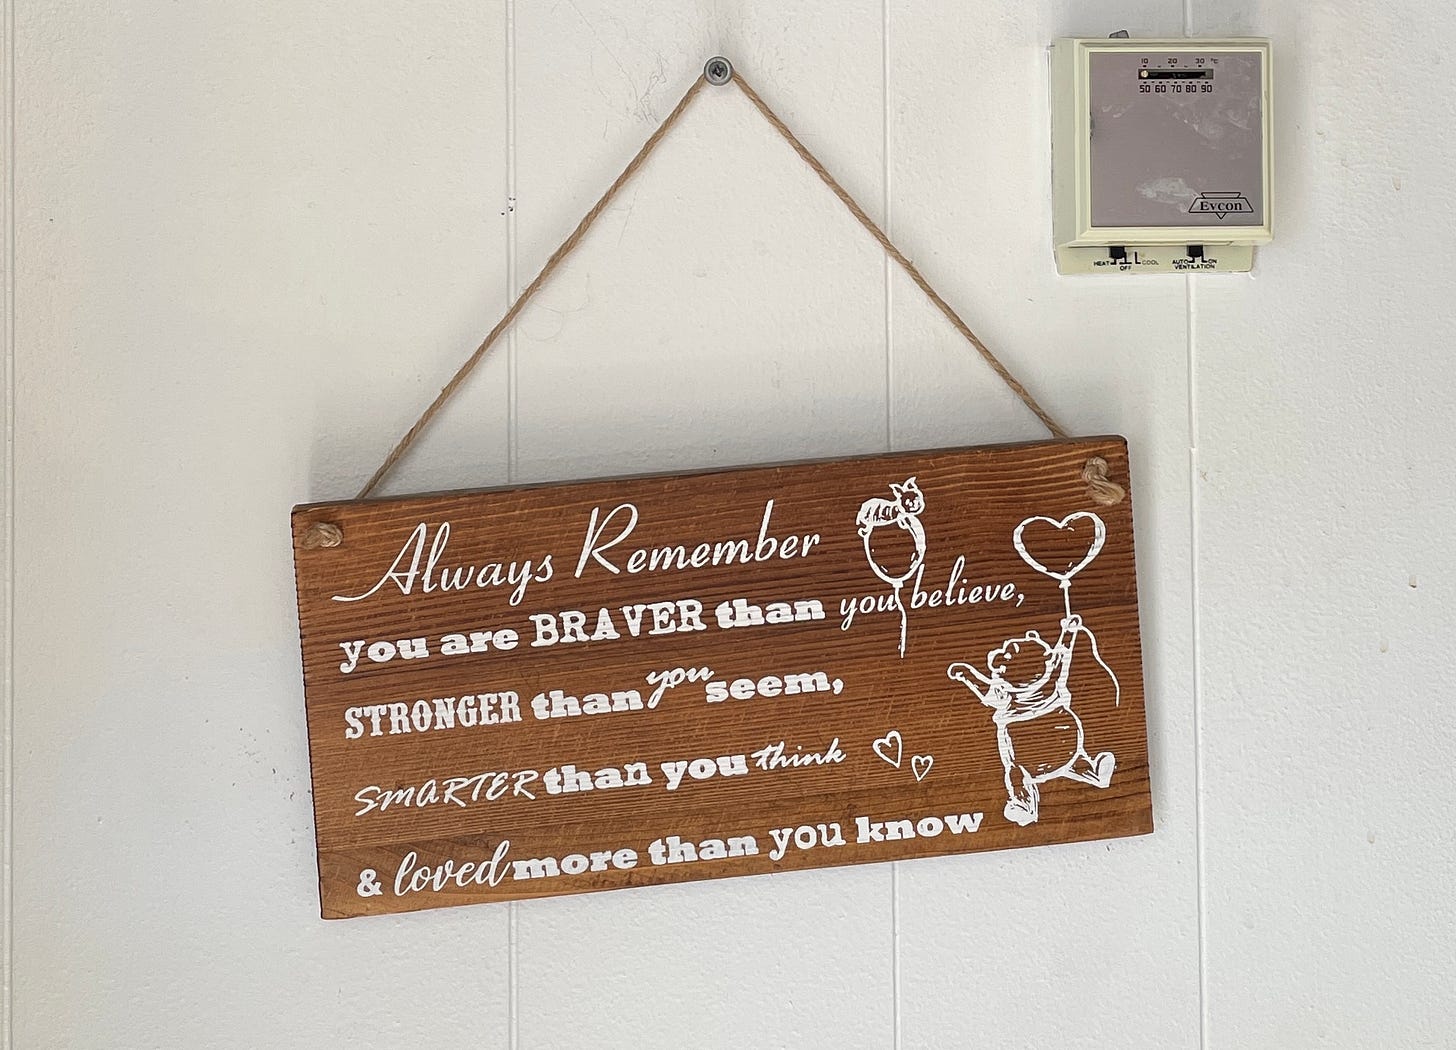 10 20 30 °C
50 60 70 80 90
Evcon
HEAT OFF COOL
AUTO ON
VENTILATION
Always Remember
you are BRAVER than you believe,
STRONGER than you seem,
SMARTER than you think
& loved more than you know